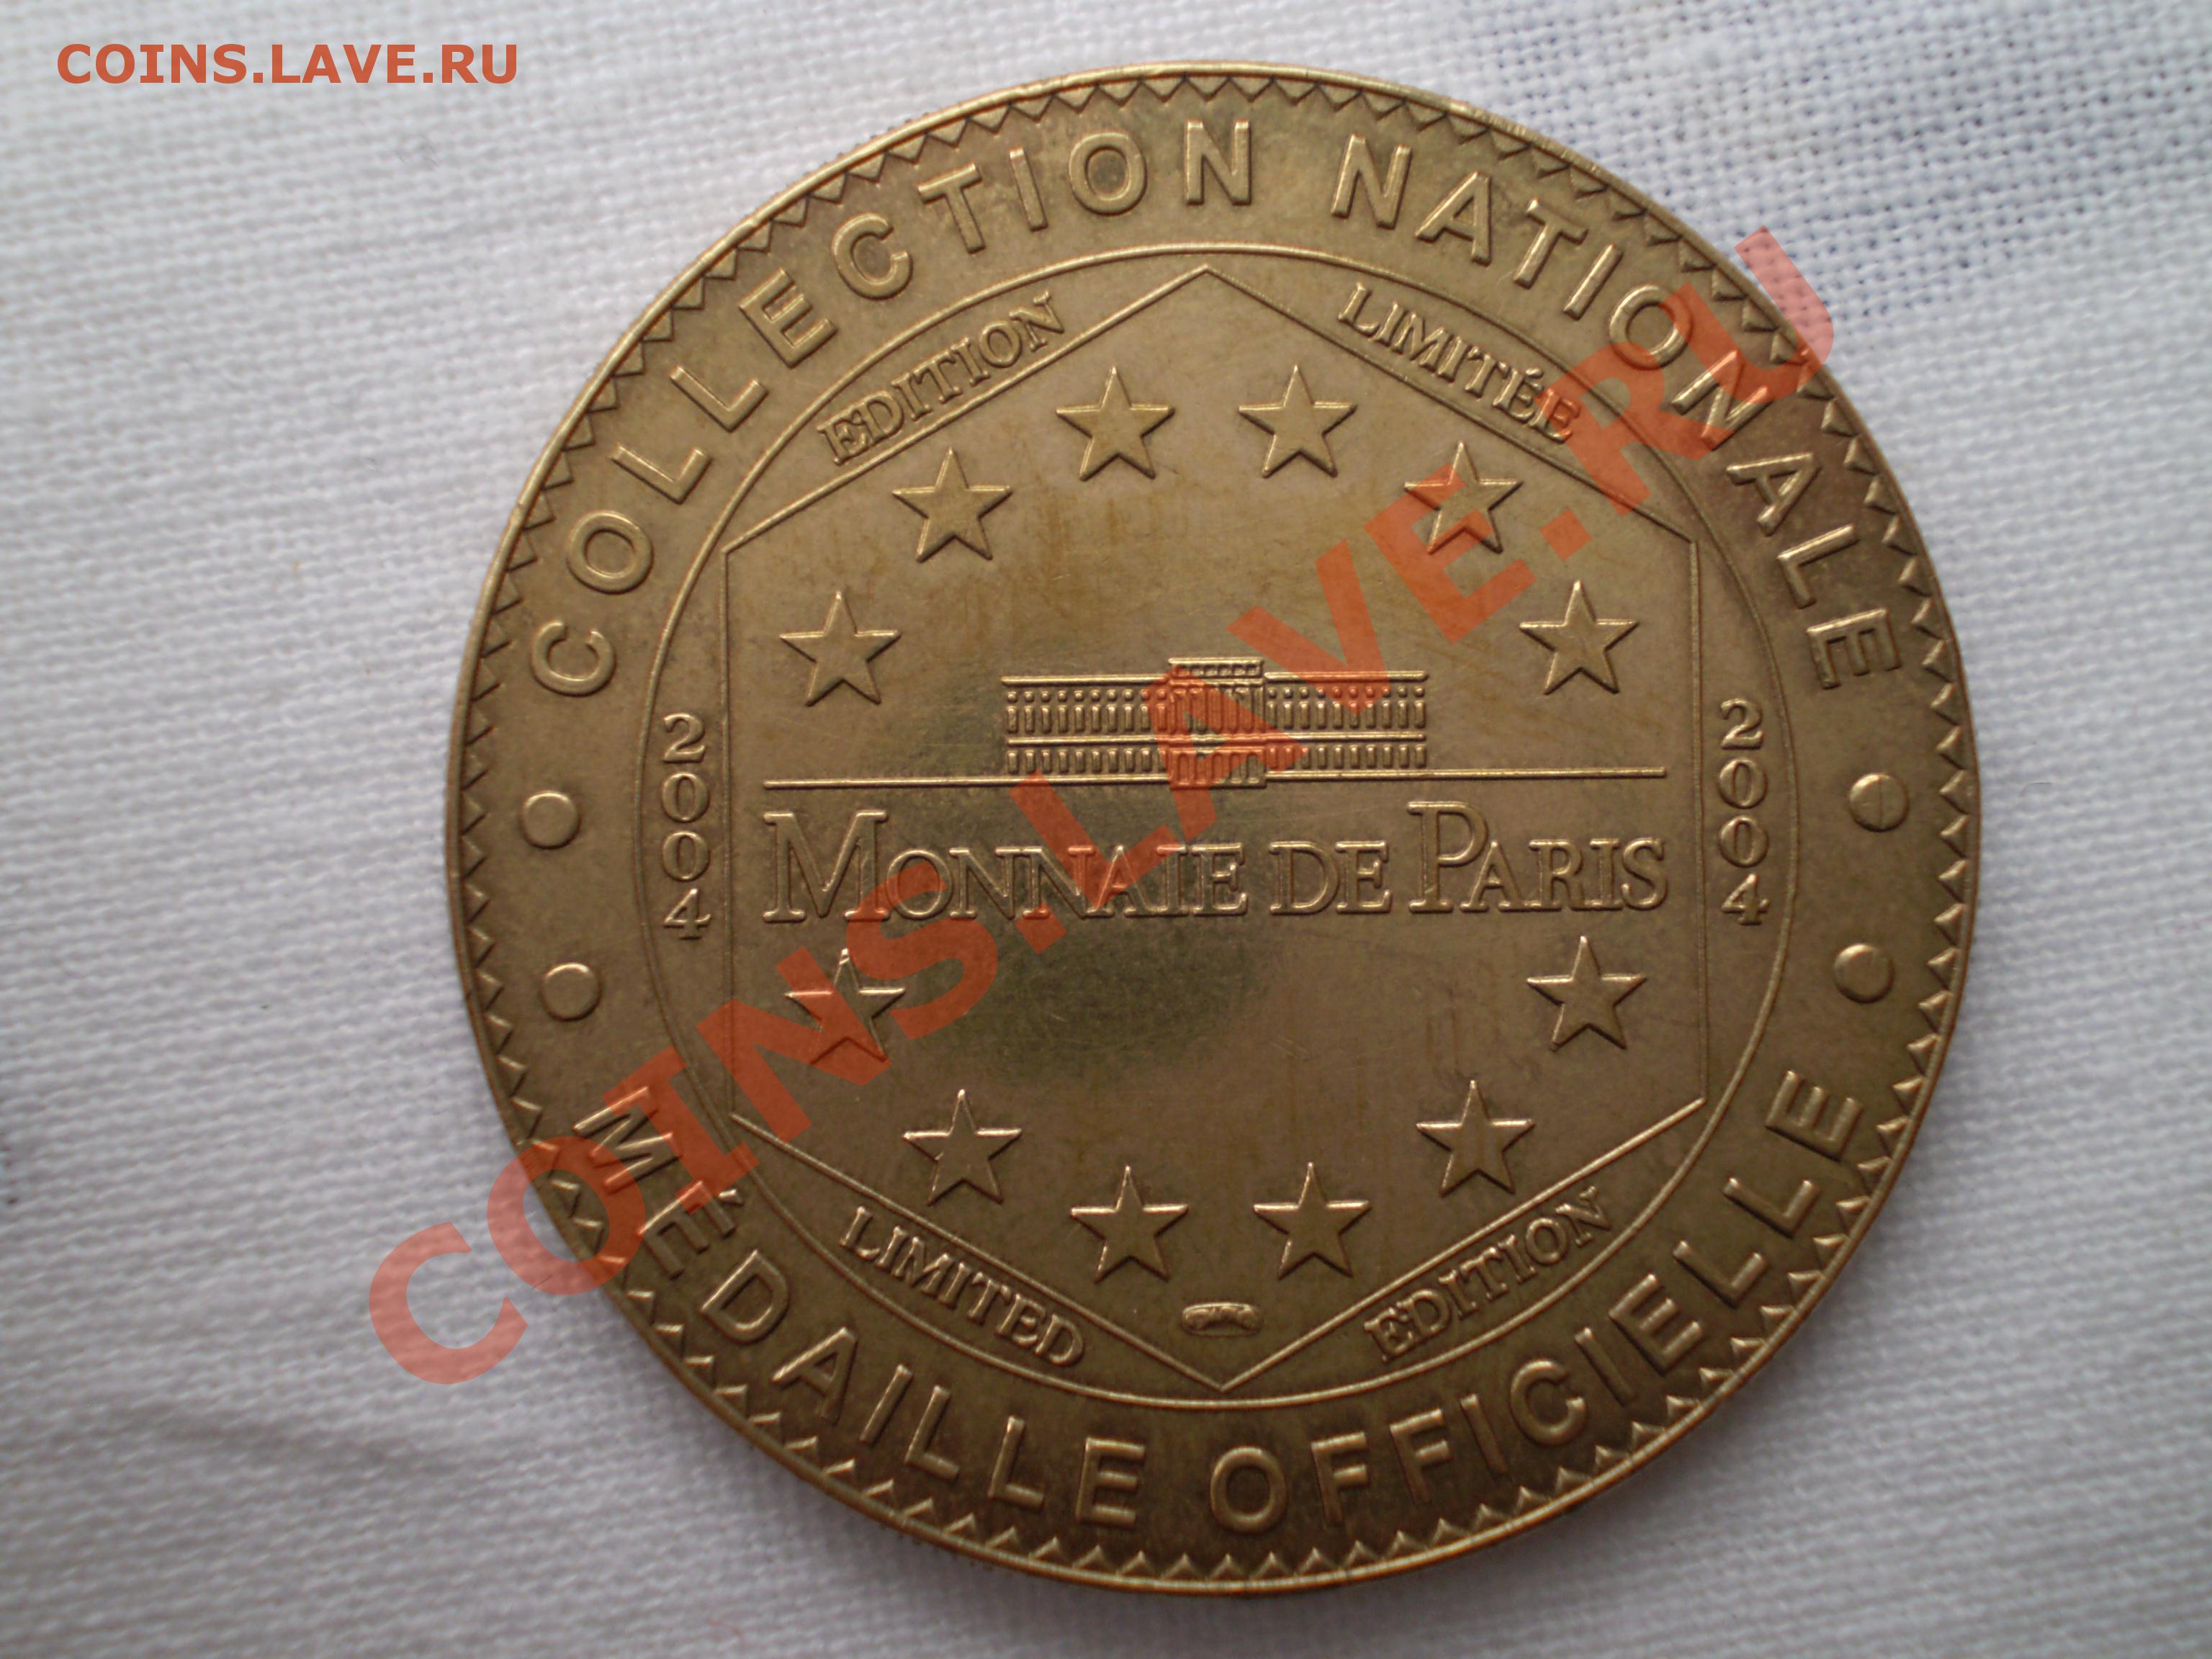 COINS.LAVE.RU
COLLECTION NATIONALE
EDITION LIMITÉE
2004
2004
MONNAIE DE PARIS
LIMITED EDITION
MÉDAILLE OFFICIELLE
COINS.LAVE.RU